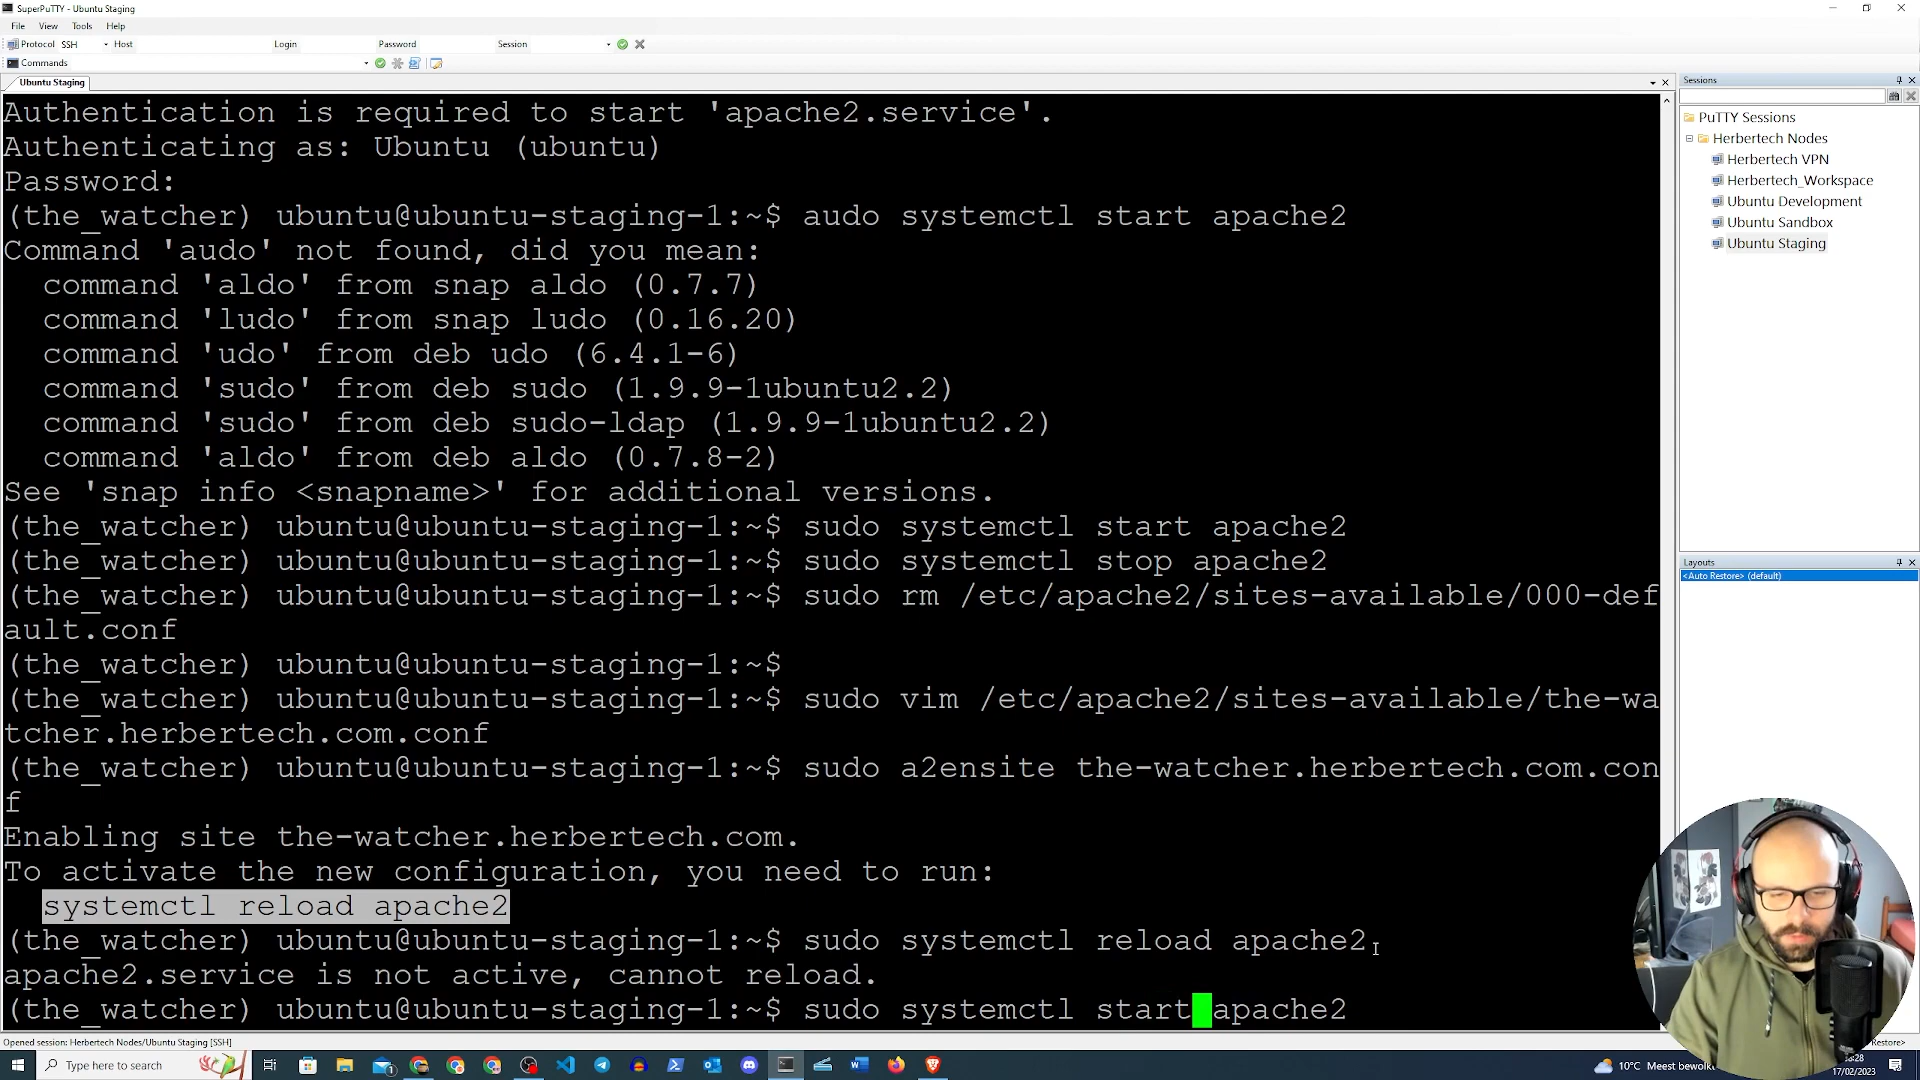 SuperPuTTY - Ubuntu Staging
File View Tools Help
Protocol SSH Host Login Password Session
Commands
Ubuntu Staging
Authentication is required to start 'apache2.service'.
Authenticating as: Ubuntu (ubuntu)
Password:
(the_watcher) ubuntu@ubuntu-staging-1:~$ audo systemctl start apache2
Command 'audo' not found, did you mean:
command 'aldo' from snap aldo (0.7.7)
command 'ludo' from snap ludo (0.16.20)
command 'udo' from deb udo (6.4.1-6)
command 'sudo' from deb sudo (1.9.9-1ubuntu2.2)
command 'sudo' from deb sudo-ldap (1.9.9-1ubuntu2.2)
command 'aldo' from deb aldo (0.7.8-2)
See 'snap info <snapname>' for additional versions.
(the_watcher) ubuntu@ubuntu-staging-1:~$ sudo systemctl start apache2
(the_watcher) ubuntu@ubuntu-staging-1:~$ sudo systemctl stop apache2
(the_watcher) ubuntu@ubuntu-staging-1:~$ sudo rm /etc/apache2/sites-available/000-def
ault.conf
(the_watcher) ubuntu@ubuntu-staging-1:~$
(the_watcher) ubuntu@ubuntu-staging-1:~$ sudo vim /etc/apache2/sites-available/the-wa
tcher.herbertech.com.conf
(the_watcher) ubuntu@ubuntu-staging-1:~$ sudo a2ensite the-watcher.herbertech.com.con
f
Enabling site the-watcher.herbertech.com.
To activate the new configuration, you need to run:
systemctl reload apache2
(the_watcher) ubuntu@ubuntu-staging-1:~$ sudo systemctl reload apache2
apache2.service is not active, cannot reload.
(the_watcher) ubuntu@ubuntu-staging-1:~$ sudo systemctl start apache2
Sessions
PuTTY Sessions
Herbertech Nodes
Herbertech VPN
Herbertech_Workspace
Ubuntu Development
Ubuntu Sandbox
Ubuntu Staging
Layouts
<Auto Restore> (default)
Opened session: Herbertech Nodes/Ubuntu Staging [SSH]
Restore>
Type here to search
10°C Meest bewolk
17/02/2023